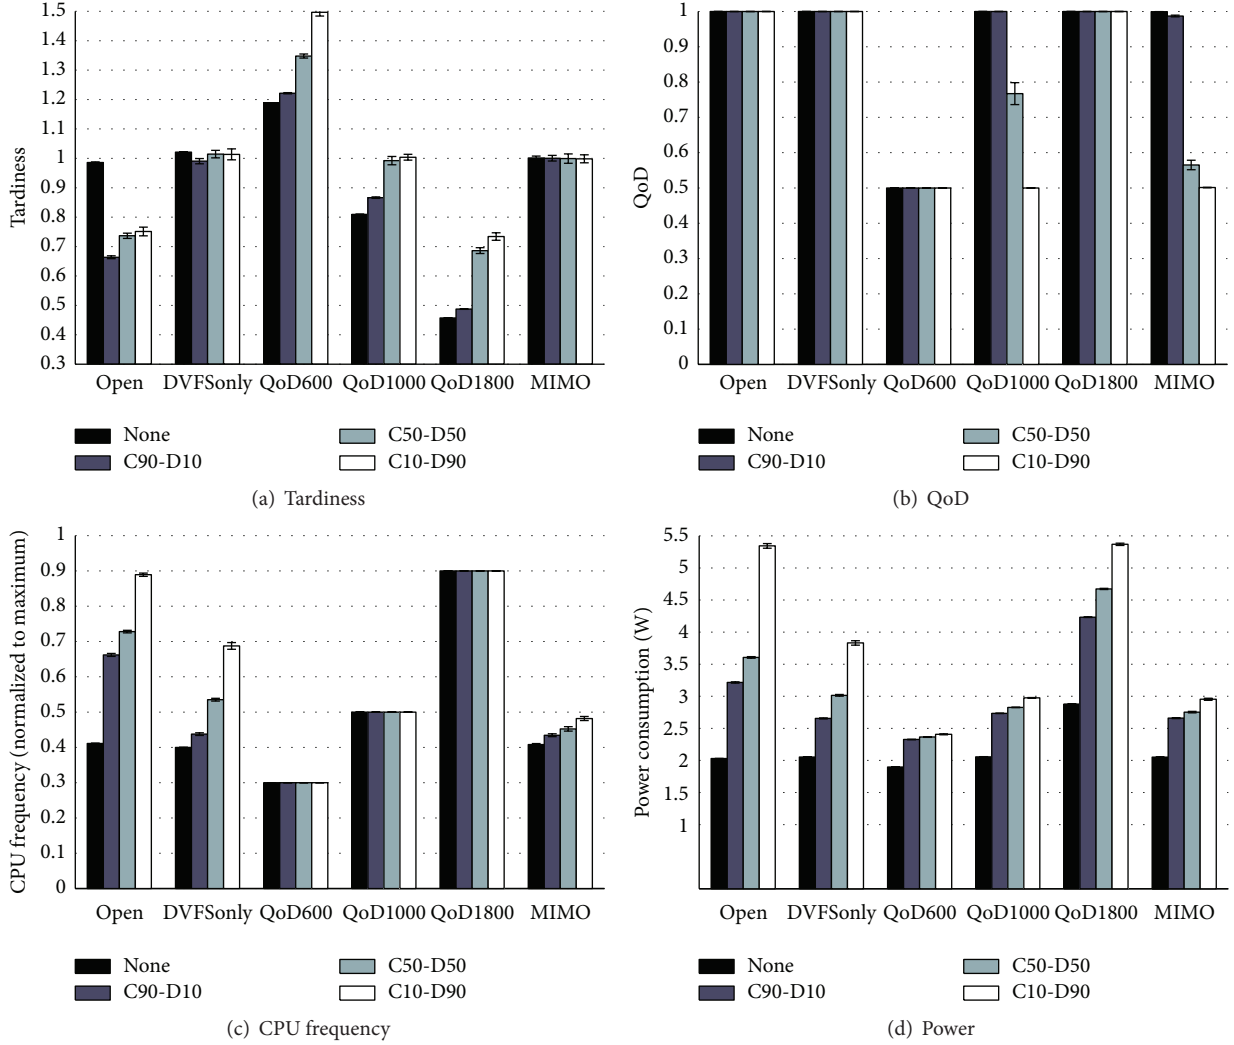 1.5
1.4
1.3
1.2
1.1
1
0.9
0.8
0.7
0.6
0.5
0.4
0.3
Tardiness
Open DVFSonly QoD600 QoD1000 QoD1800 MIMO
None
C90-D10
C50-D50
C10-D90
(a) Tardiness
1
0.9
0.8
0.7
0.6
0.5
0.4
0.3
0.2
0.1
0
QoD
Open DVFSonly QoD600 QoD1000 QoD1800 MIMO
None
C90-D10
C50-D50
C10-D90
(b) QoD
1
0.9
0.8
0.7
0.6
0.5
0.4
0.3
0.2
0.1
0
CPU frequency (normalized to maximum)
Open DVFSonly QoD600 QoD1000 QoD1800 MIMO
None
C90-D10
C50-D50
C10-D90
(c) CPU frequency
5.5
5
4.5
4
3.5
3
2.5
2
1.5
1
Power consumption (W)
Open DVFSonly QoD600 QoD1000 QoD1800 MIMO
None
C90-D10
C50-D50
C10-D90
(d) Power